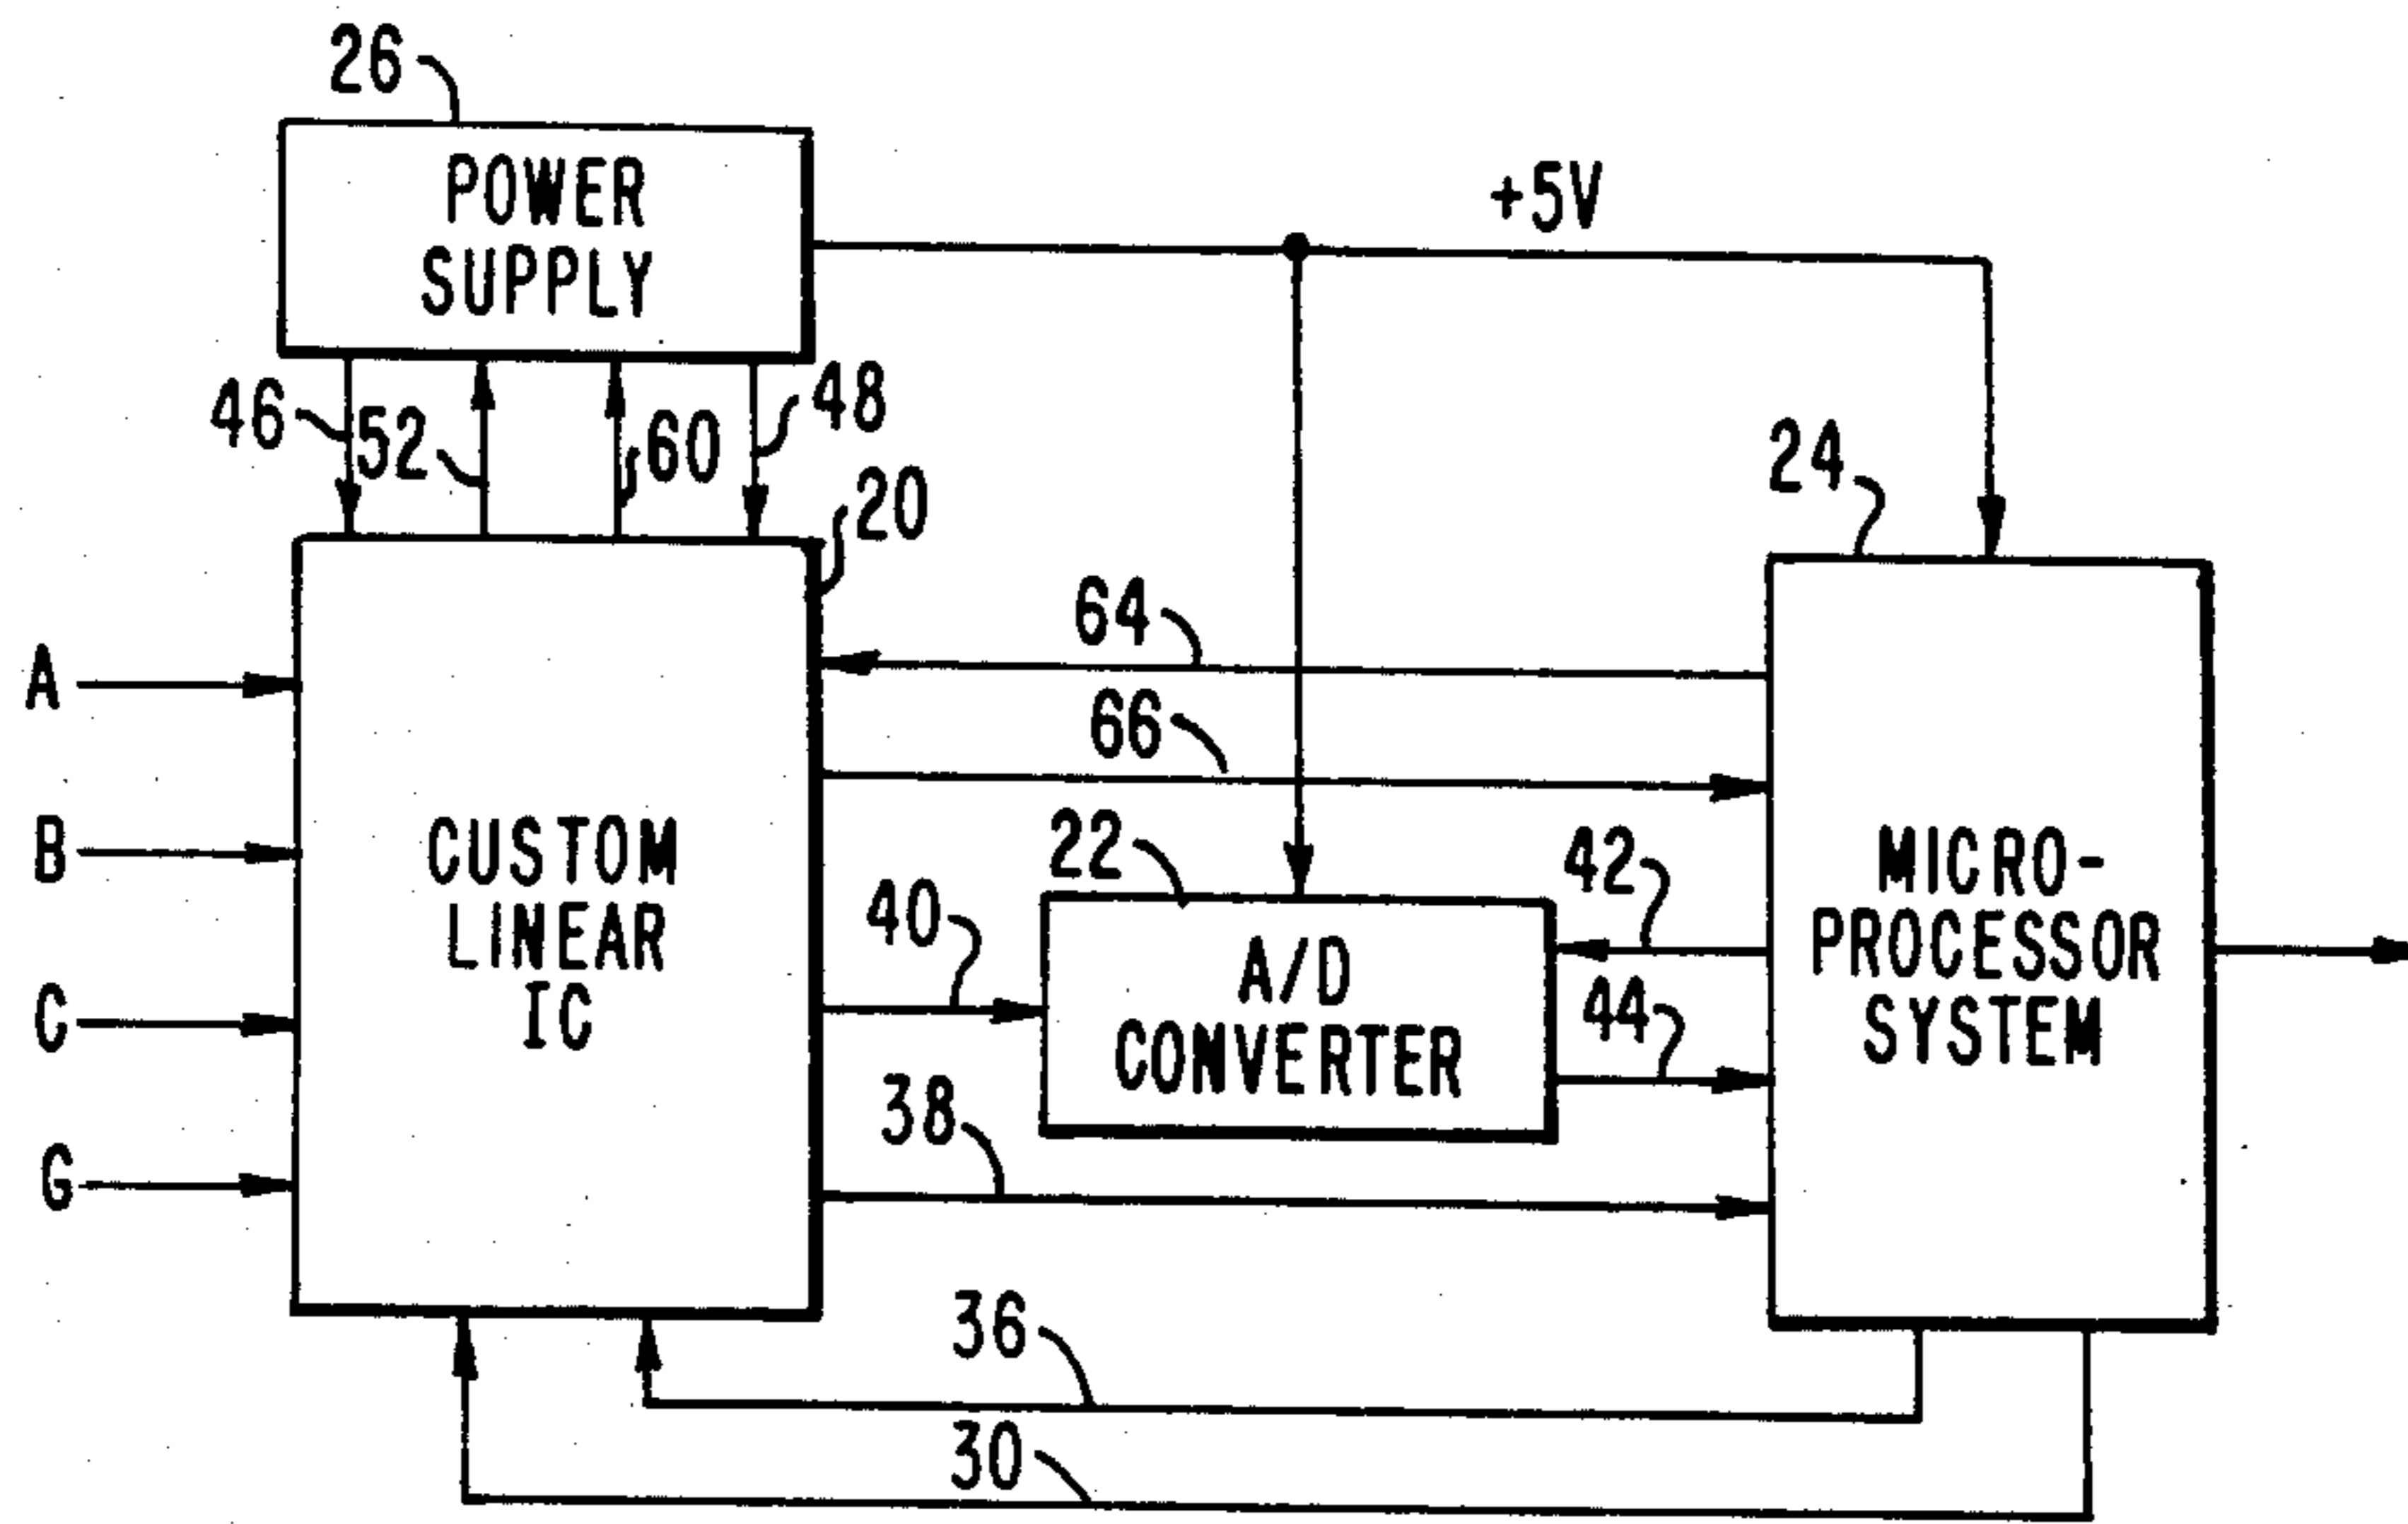 26
POWER
SUPPLY
+5V
46
52
60
48
20
24
64
66
A
B
C
G
CUSTOM
LINEAR
IC
22
40
A/D
CONVERTER
42
44
38
MICRO-
PROCESSOR
SYSTEM
36
30